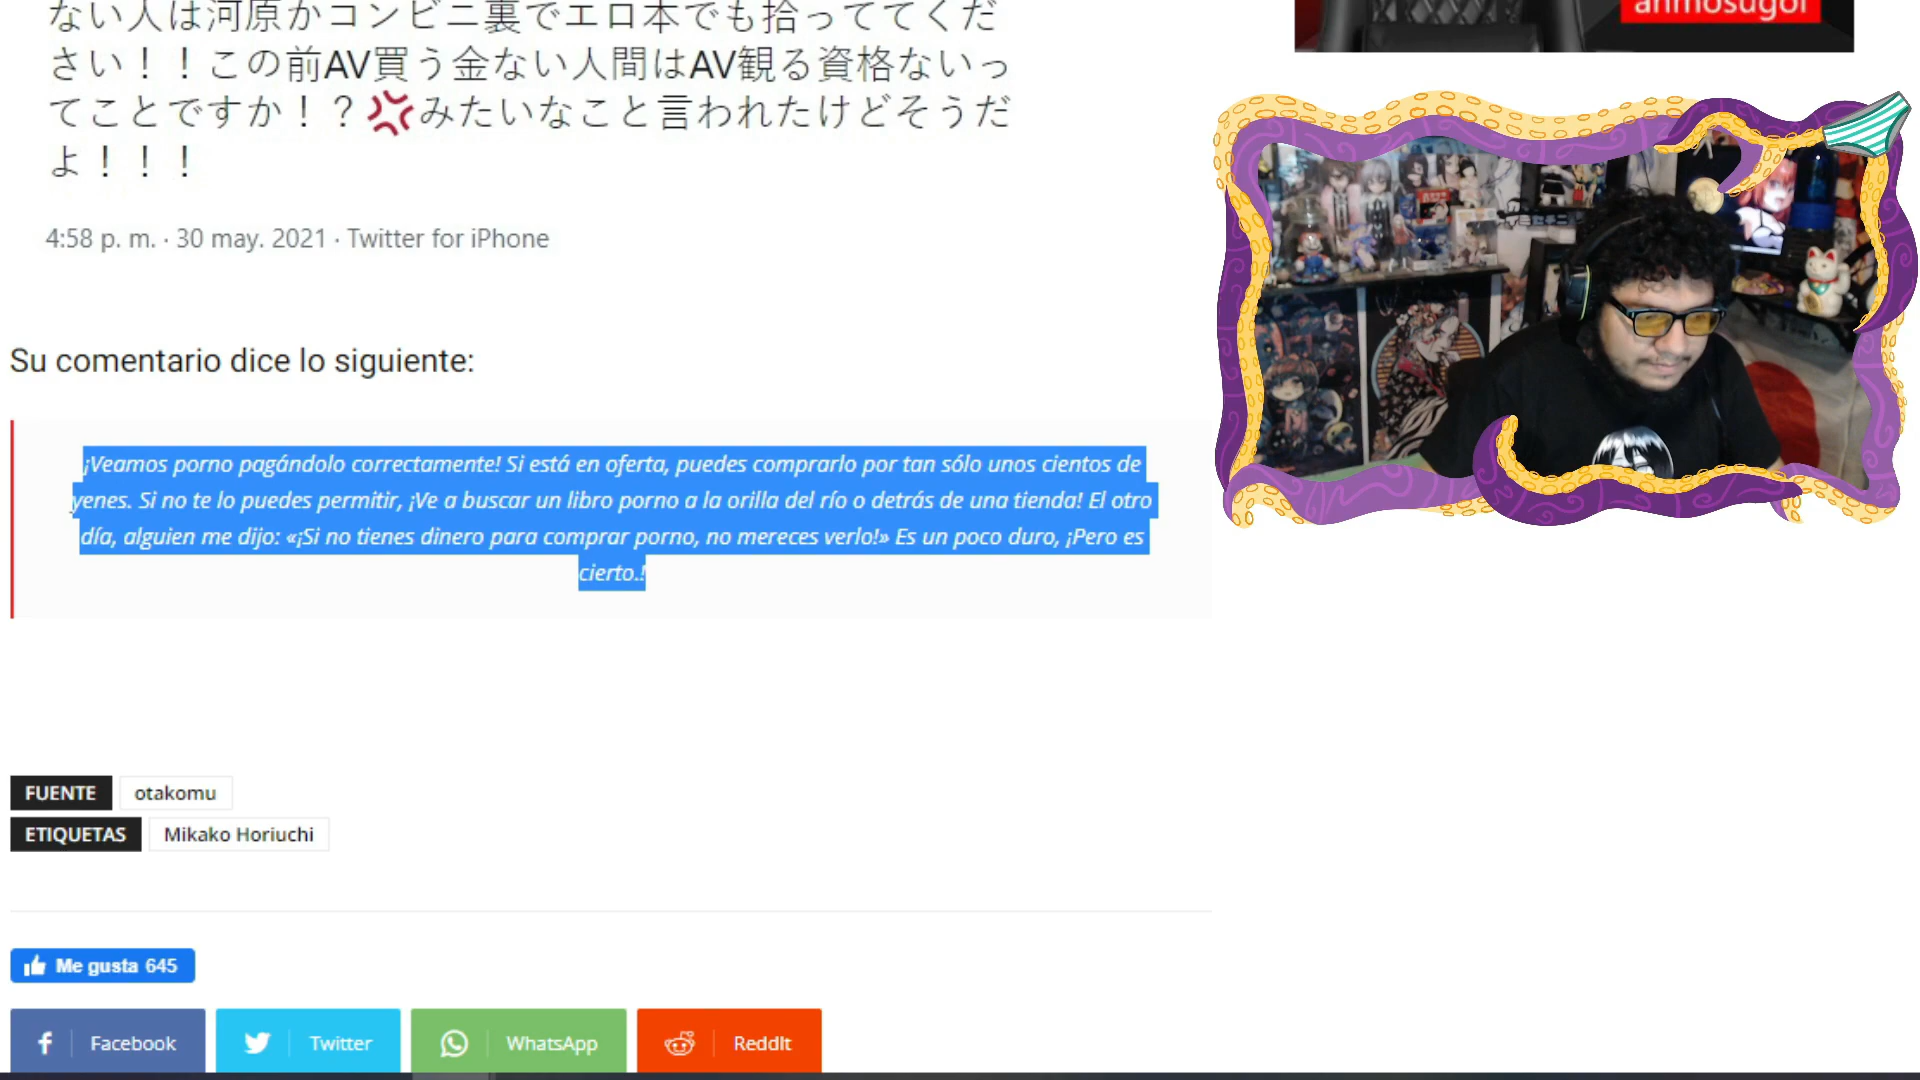 ない人は河原かコンビニ裏でエロ本でも拾っててくだ
さい！！この前AV買う金ない人間はAV観る資格ないっ
てことですか！？💢みたいなこと言われたけどそうだ
よ！！！
4:58 p. m. · 30 may. 2021 · Twitter for iPhone
Su comentario dice lo siguiente:
¡Veamos porno pagándolo correctamente! Si está en oferta, puedes comprarlo por tan sólo unos cientos de
yenes. Si no te lo puedes permitir, ¡Ve a buscar un libro porno a la orilla del río o detrás de una tienda! El otro
día, alguien me dijo: «¡Si no tienes dinero para comprar porno, no mereces verlo!» Es un poco duro, ¡Pero es
cierto.!
FUENTE otakomu
ETIQUETAS Mikako Horiuchi
Me gusta 645
Facebook Twitter WhatsApp ReddIt
anmosugoi